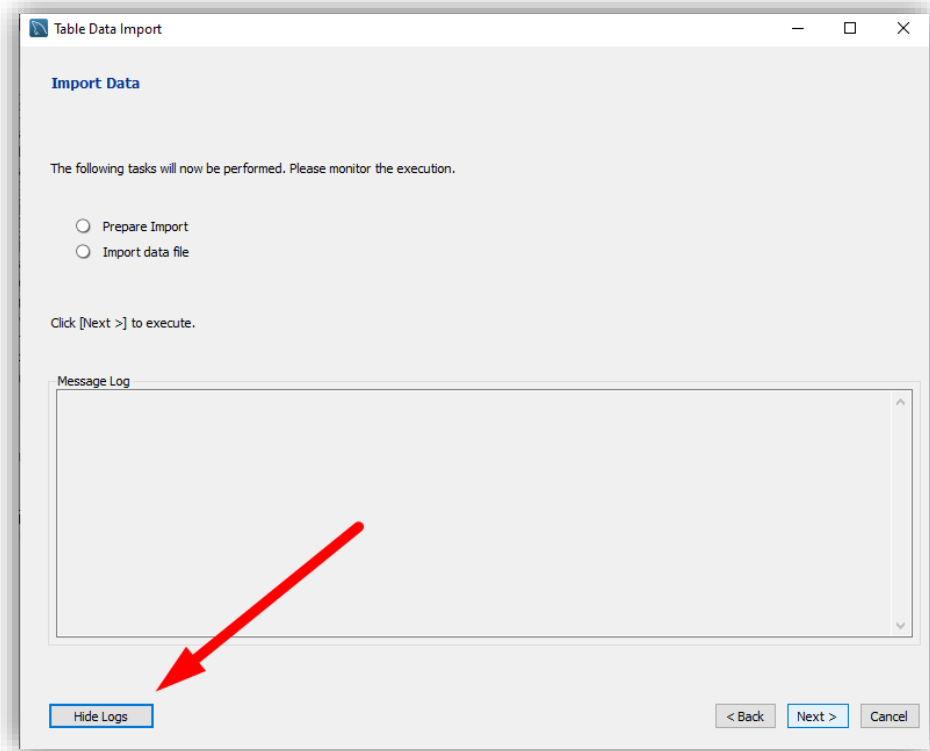 Table Data Import
Import Data
The following tasks will now be performed. Please monitor the execution.
Prepare Import
Import data file
Click [Next >] to execute.
Message Log
Hide Logs
< Back
Next >
Cancel